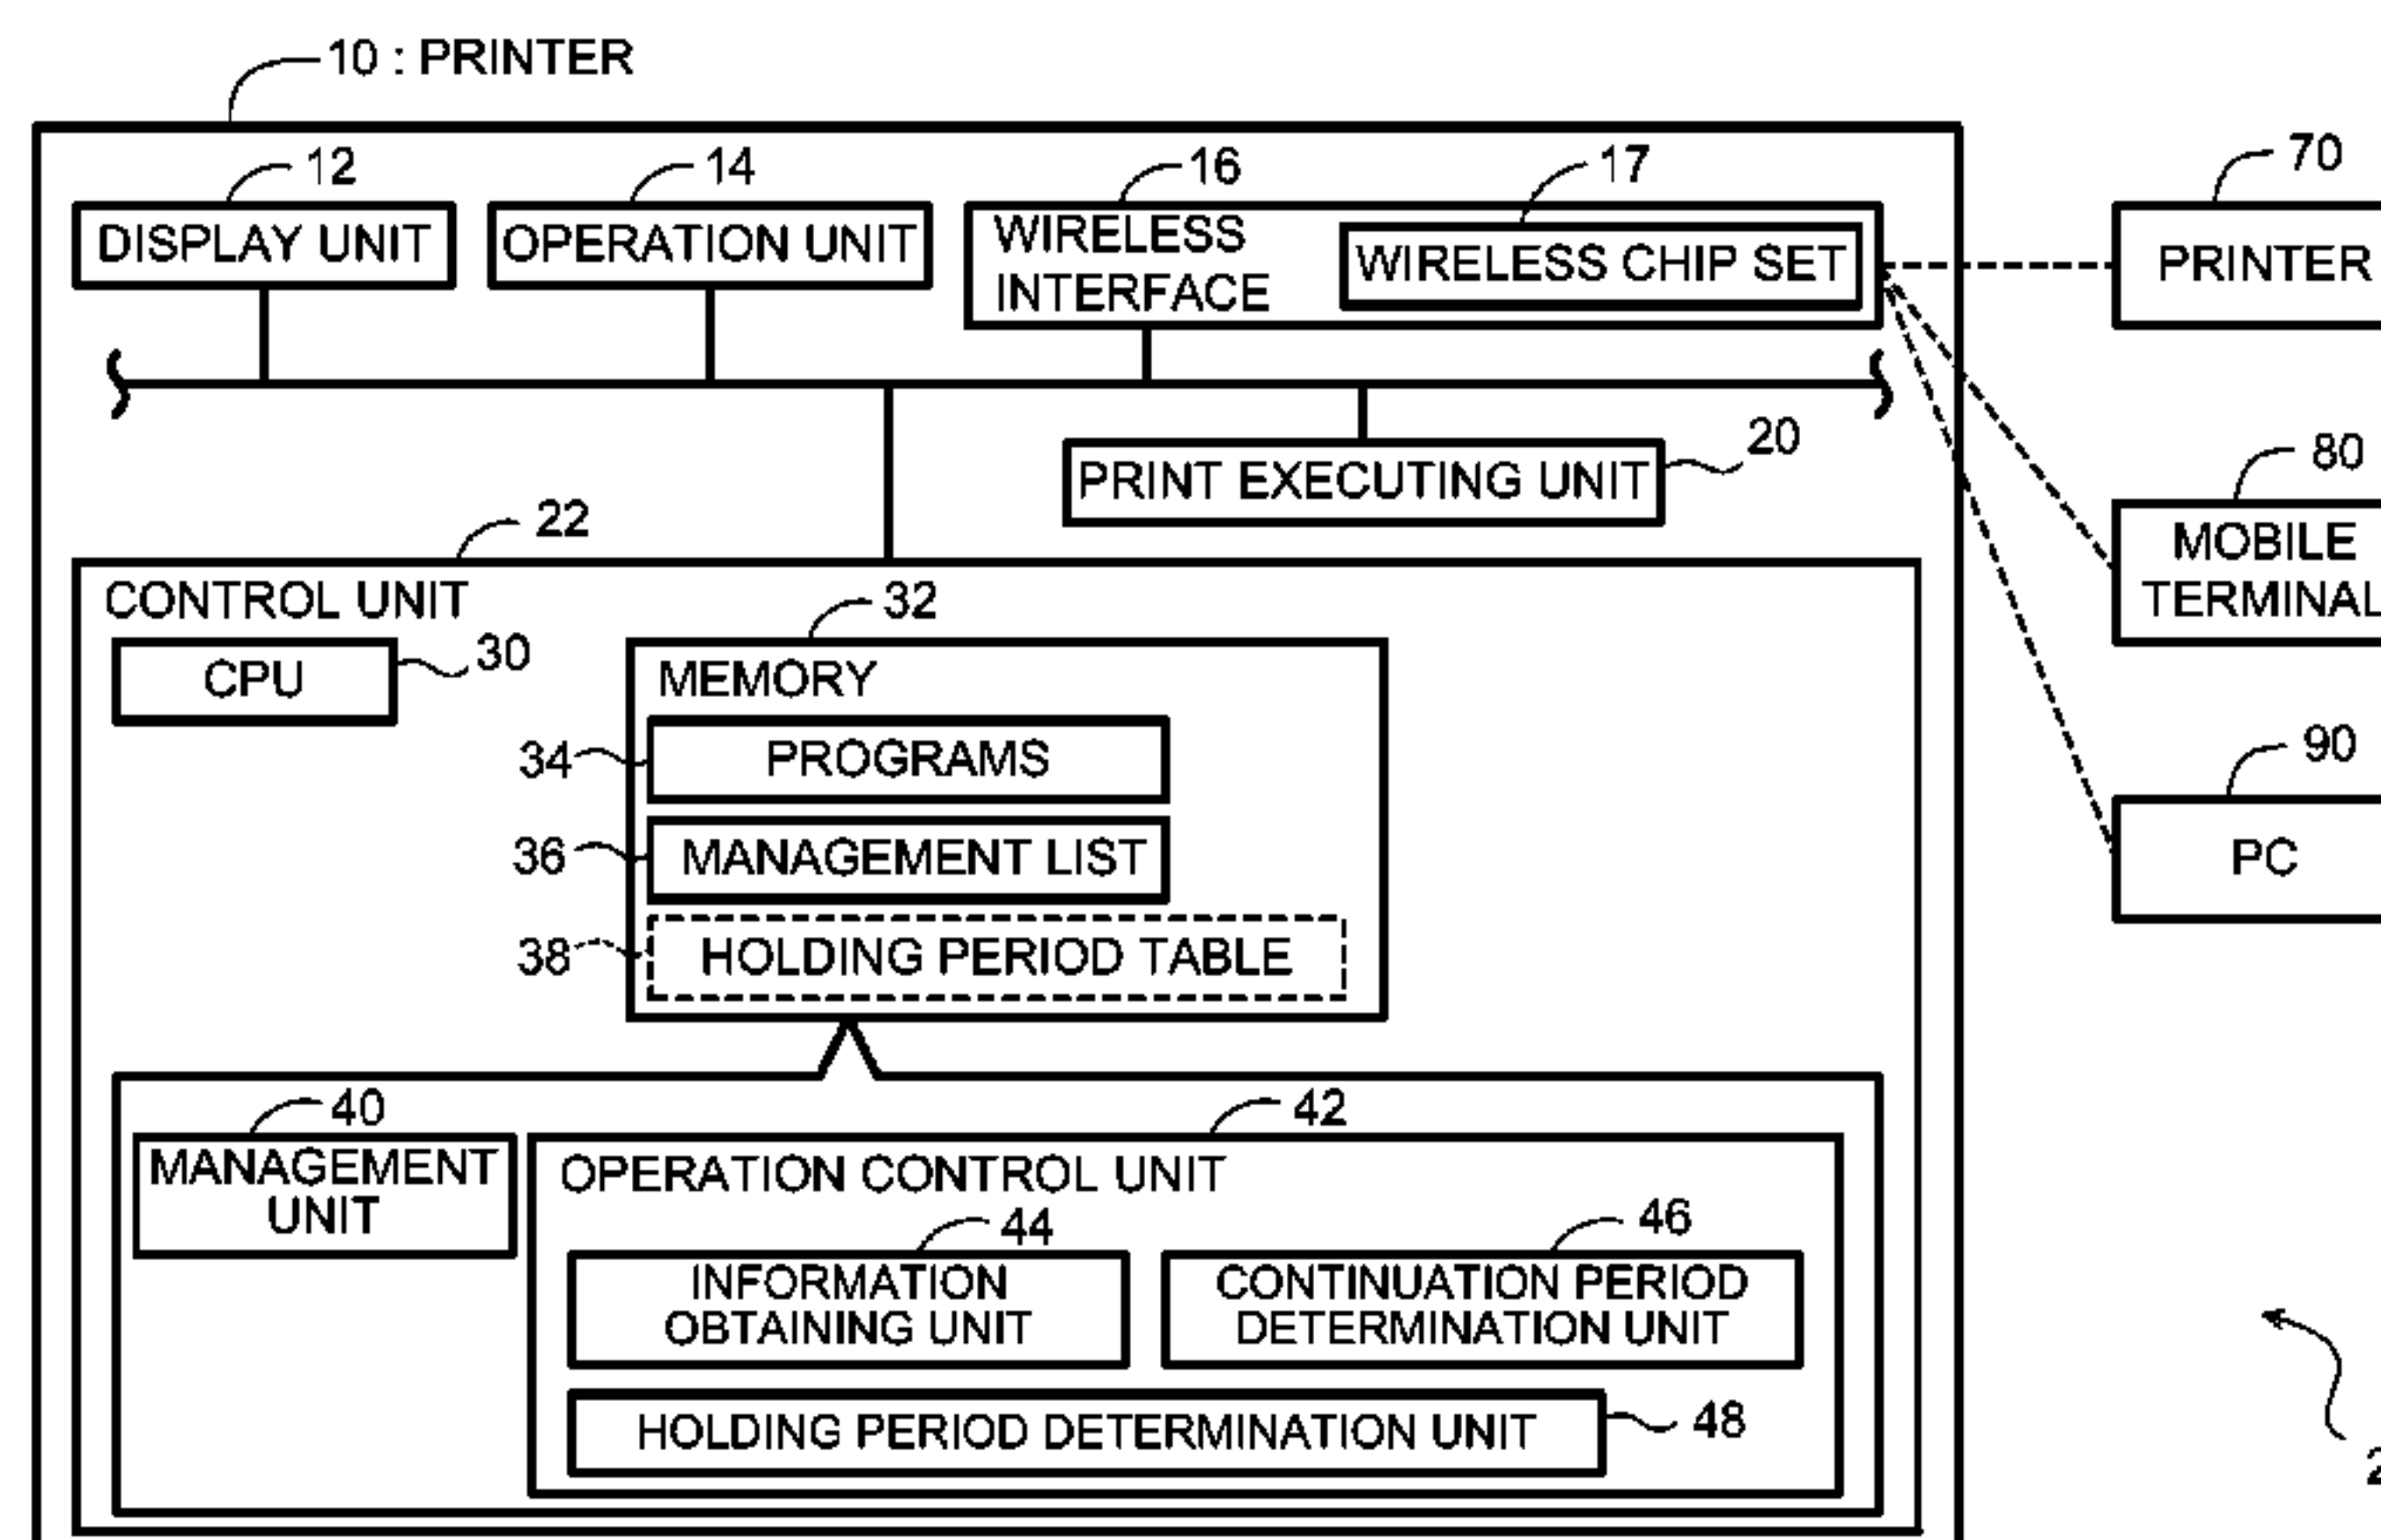 10 : PRINTER
12
14
16
17
70
DISPLAY UNIT
OPERATION UNIT
WIRELESS
INTERFACE
WIRELESS CHIP SET
PRINTER
20
PRINT EXECUTING UNIT
80
MOBILE
TERMINAL
22
CONTROL UNIT
30
CPU
32
MEMORY
34
PROGRAMS
36
MANAGEMENT LIST
38
HOLDING PERIOD TABLE
90
PC
40
MANAGEMENT
UNIT
42
OPERATION CONTROL UNIT
44
INFORMATION
OBTAINING UNIT
46
CONTINUATION PERIOD
DETERMINATION UNIT
HOLDING PERIOD DETERMINATION UNIT
48